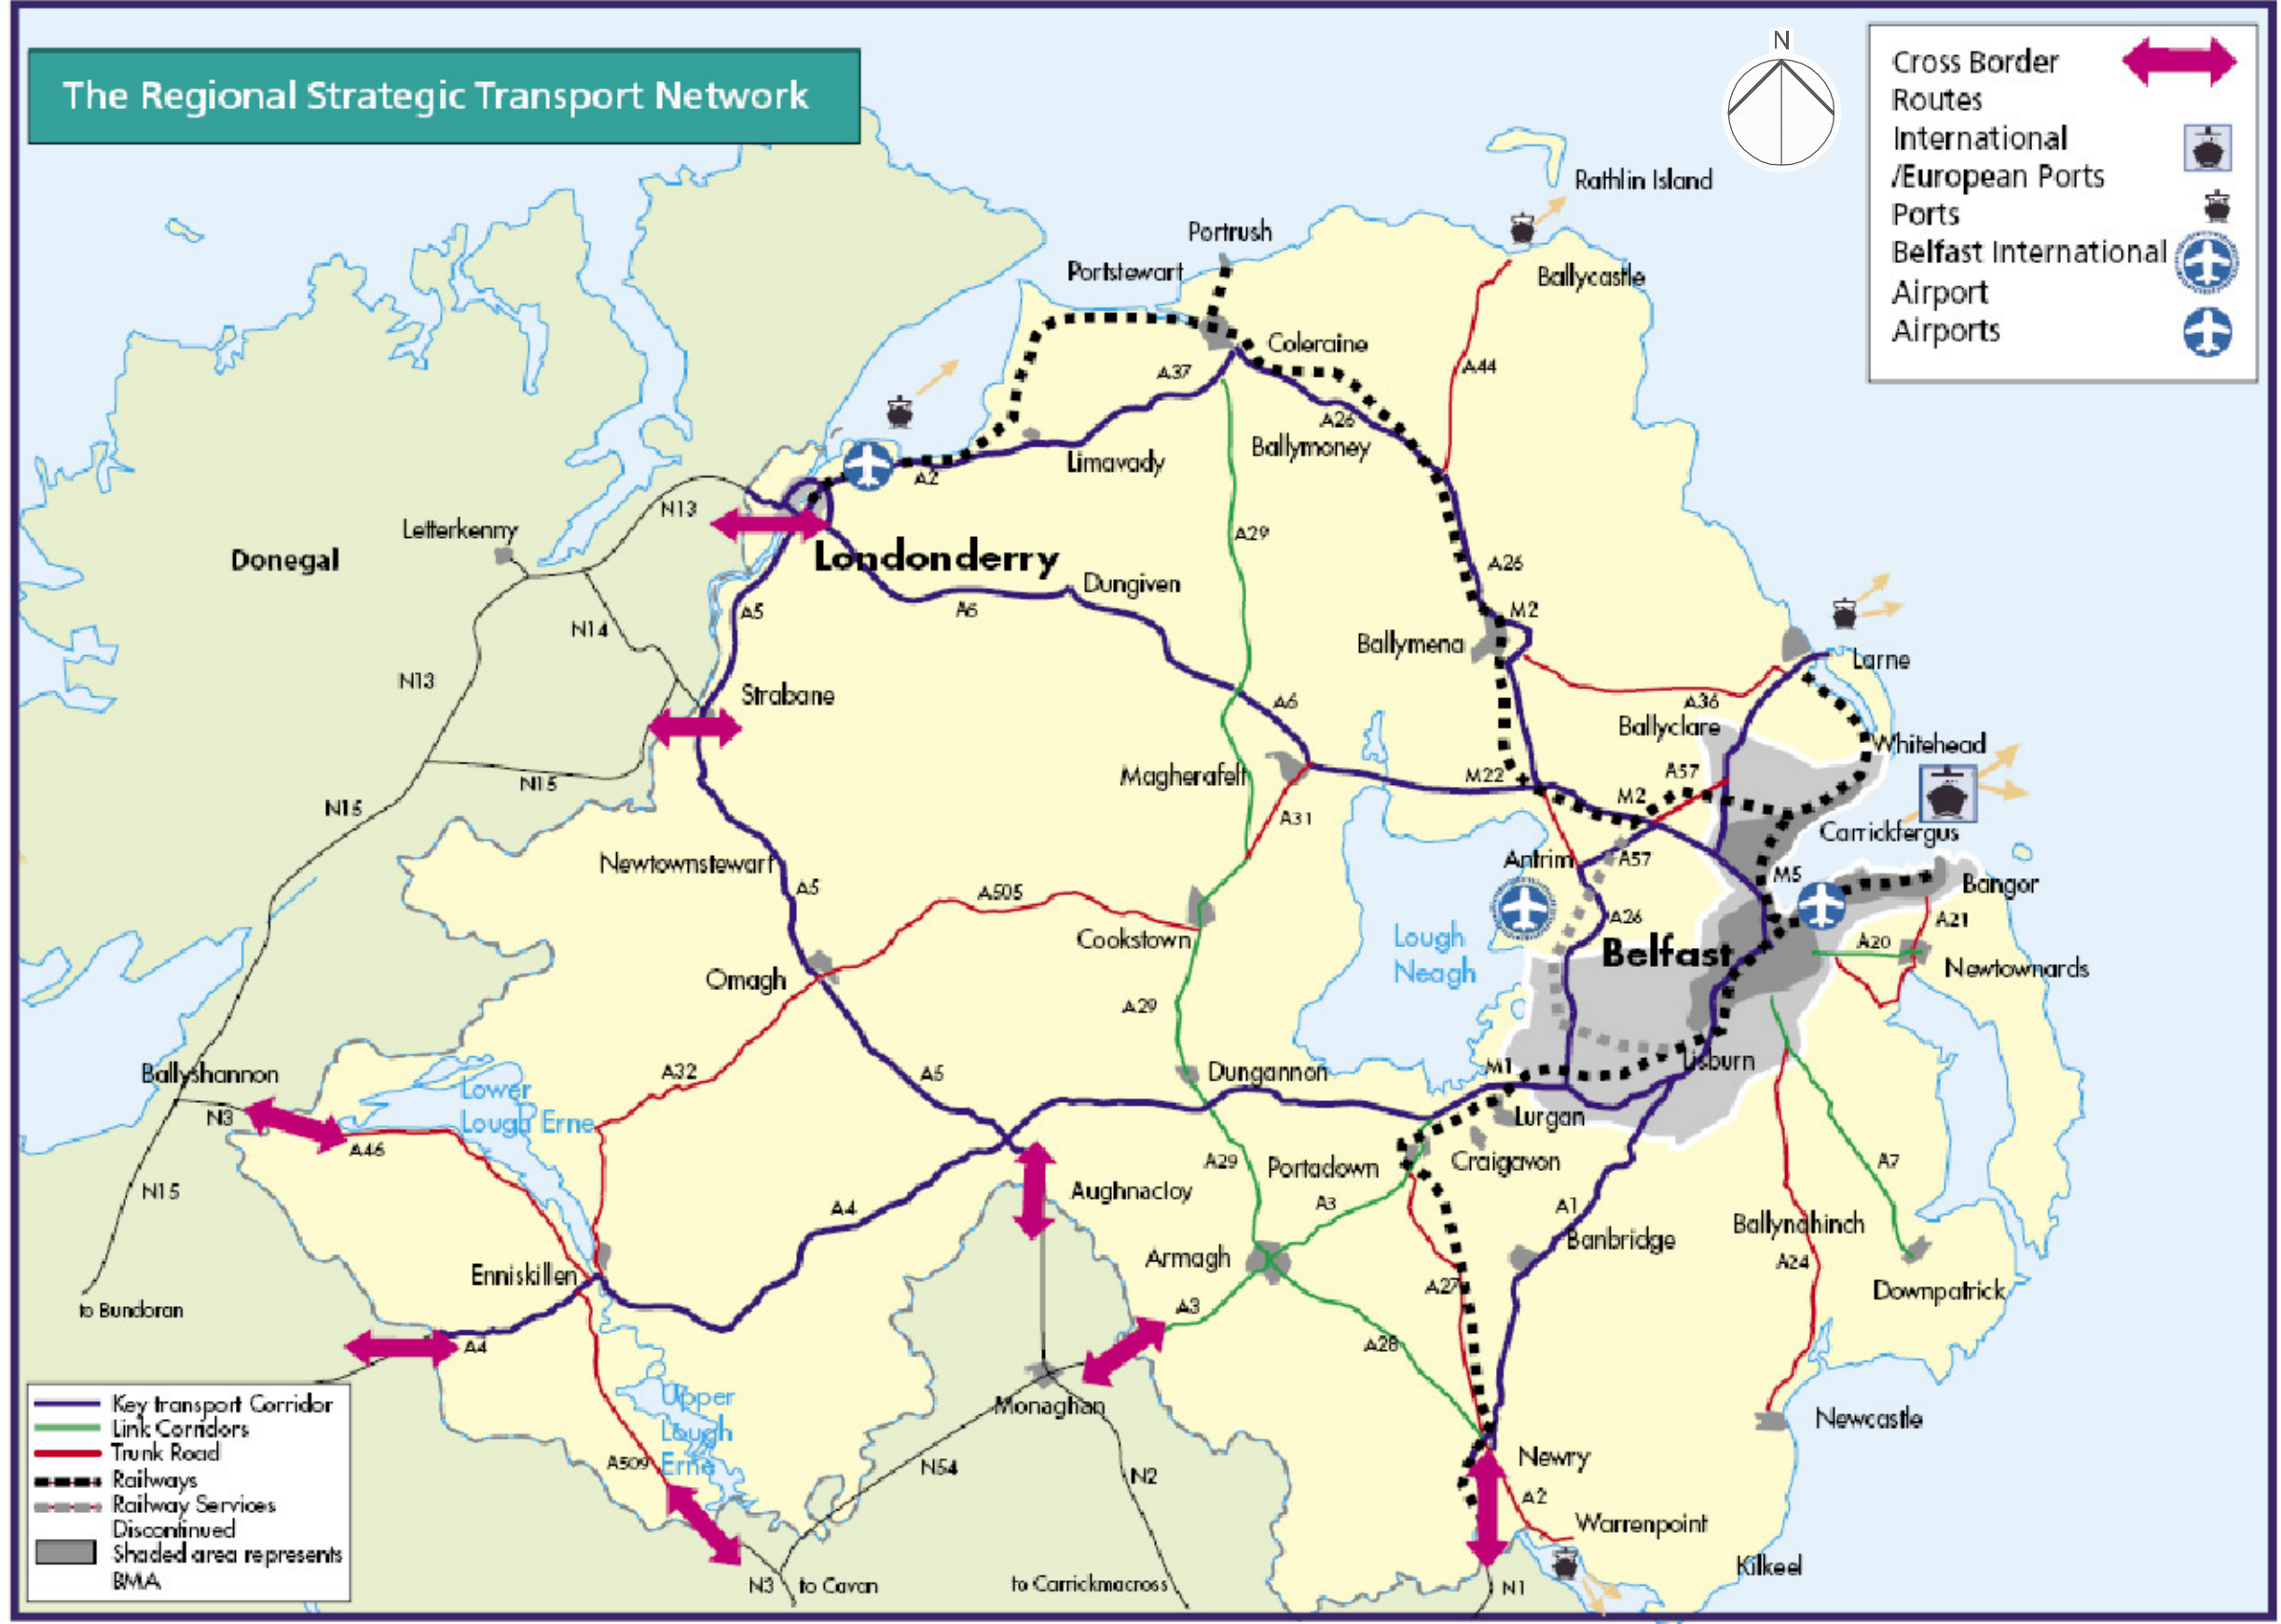 The Regional Strategic Transport Network
N
Cross Border
Routes
International
/European Ports
Ports
Belfast International
Airport
Airports
Rathlin Island
Portrush
Portstewart
Ballycastle
Coleraine
A37
A44
A26
Ballymoney
Limavady
A2
N13
Letterkenny
Donegal
A29
Londonderry
A26
Dungiven
A6
A5
M2
N14
Ballymena
Larne
N13
Strabane
A6
A36
Ballyclare
Whitehead
Magherafelt
M22
A57
N15
N15
M2
A31
Carrickfergus
Newtownstewart
Antrim
A57
M5
A5
A505
Bangor
A26
A21
Cookstown
Lough
Neagh
Belfast
A20
Newtownards
Omagh
A29
Ballyshannon
Lower
Lough Erne
A32
A5
Dungannon
M1
Lisburn
N3
A46
Lurgan
A29
Portadown
Craigavon
A7
N15
Aughnacloy
A3
A1
A4
Ballynahinch
Armagh
Banbridge
A24
Enniskillen
A27
Downpatrick
to Bundoran
A3
A4
A28
Upper
Lough
Erne
Monaghan
Newcastle
A509
N54
N2
Newry
A2
Warrenpoint
Kilkeel
N3
to Cavan
to Carrickmacross
N1
Key transport Corridor
Link Corridors
Trunk Road
Railways
Railway Services
Discontinued
Shaded area represents
BMA